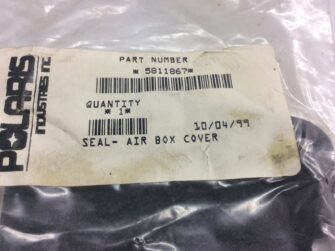 POLARIS
INDUSTRIES INC
PART NUMBER
* 5811867*
QUANTITY
* 1*
10/04/99
SEAL- AIR BOX COVER